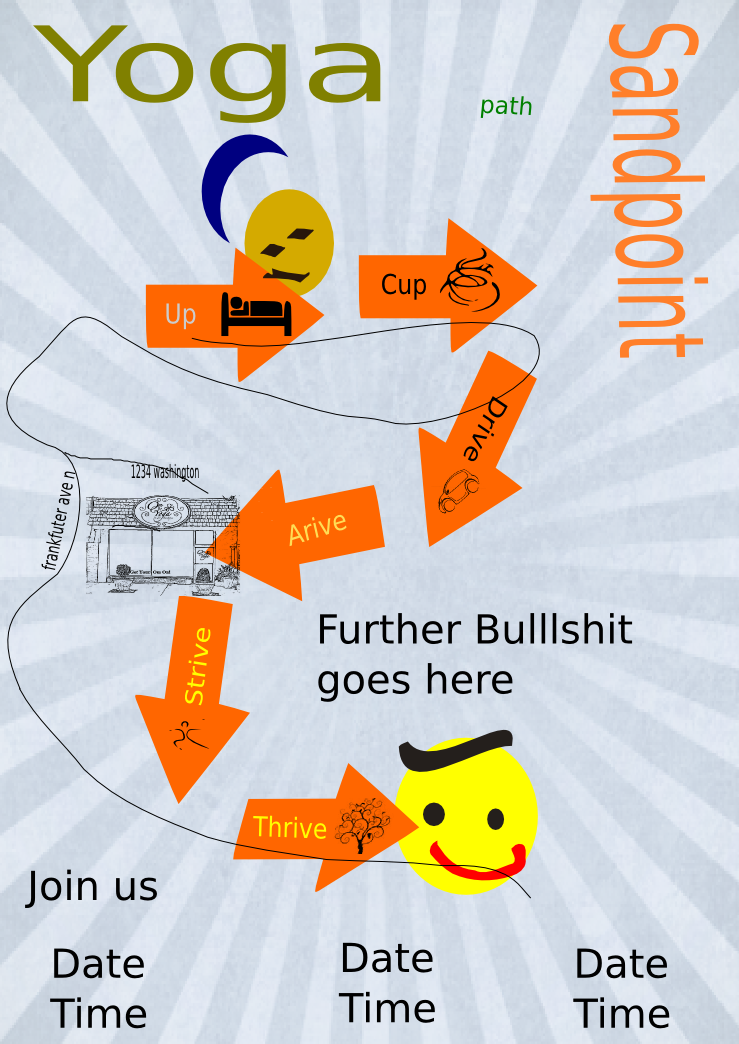 Yoga
path
Sandpoint
Up
Cup
Drive
1234 washington
frankfuter ave n
Arive
Strive
Further Bulllshit
goes here
Thrive
Join us
Date
Time
Date
Time
Date
Time